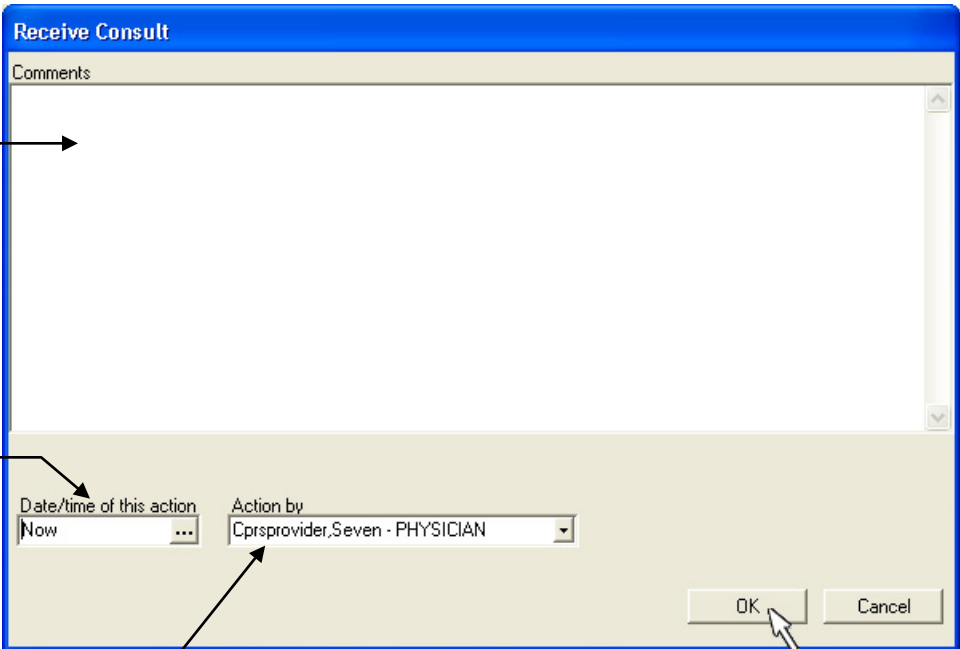 Receive Consult
Comments
Date/time of this action Action by
Now ... Cprsprovider,Seven - PHYSICIAN
OK Cancel